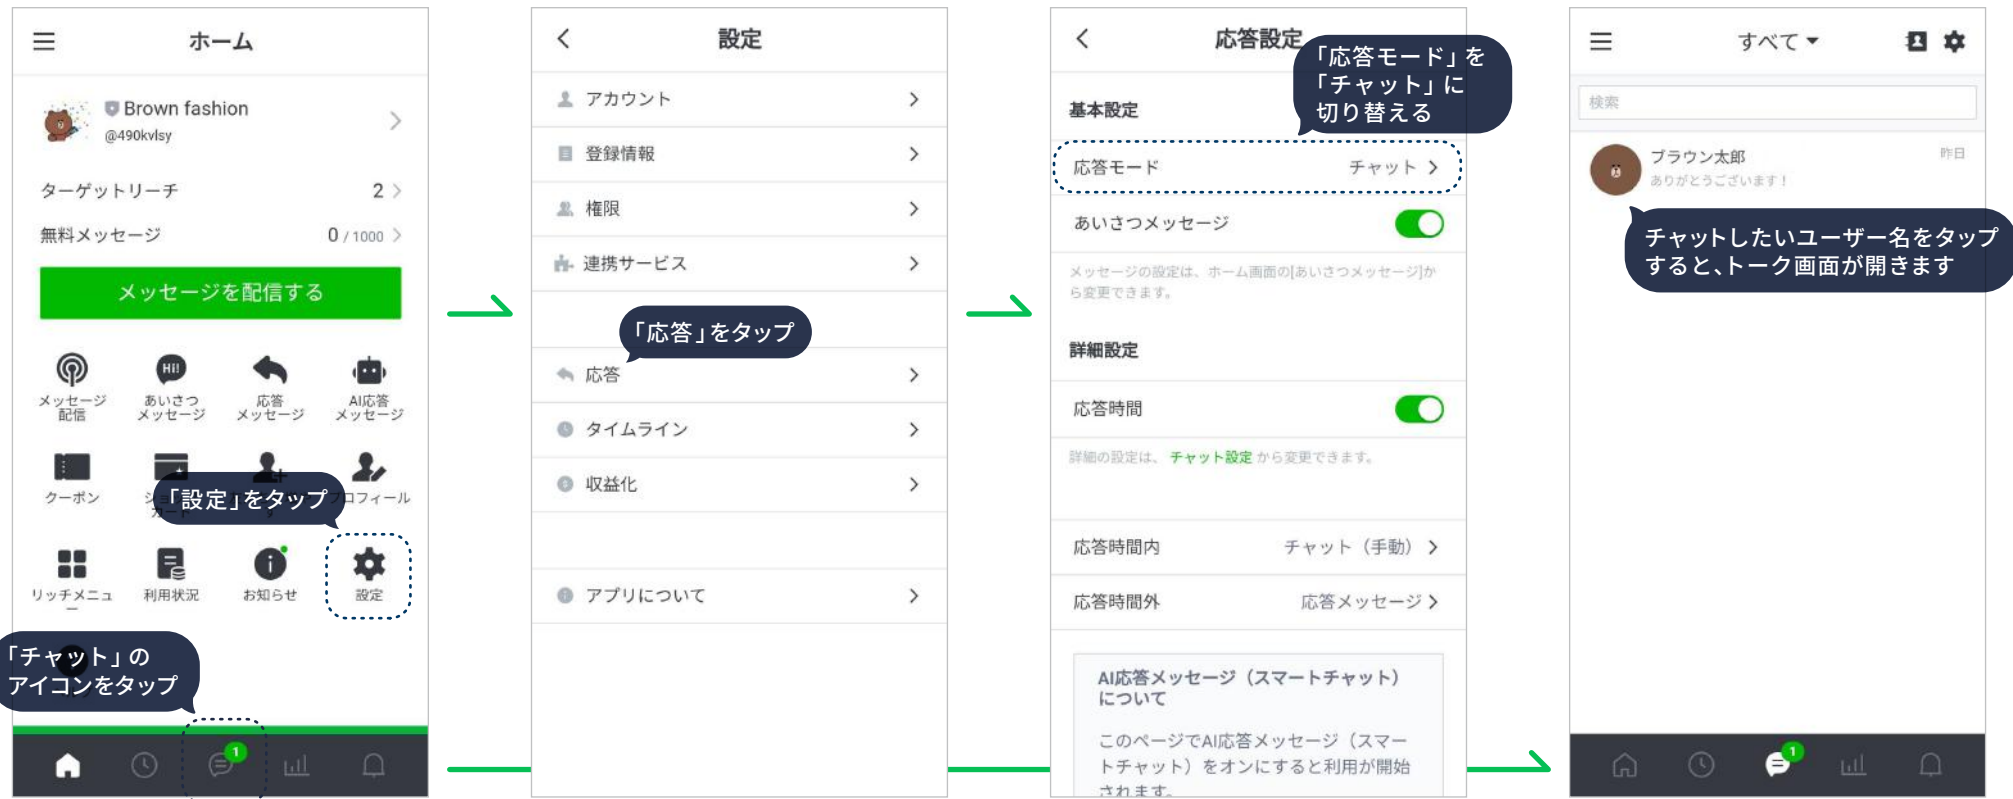 ホーム
Brown fashion
@490kvlsy
ターゲットリーチ 2
無料メッセージ 0 / 1000
メッセージを配信する
メッセージ
配信
あいさつ
メッセージ
応答
メッセージ
AI応答
メッセージ
クーポン
プロフィール
「設定」をタップ
リッチメニュ
ー
利用状況
お知らせ
設定
「チャット」の
アイコンをタップ
1
設定
アカウント
登録情報
権限
連携サービス
「応答」をタップ
応答
タイムライン
収益化
アプリについて
応答設定
「応答モード」を
「チャット」に
切り替える
基本設定
応答モード チャット
あいさつメッセージ
メッセージの設定は、ホーム画面の[あいさつメッセージ]か
ら変更できます。
詳細設定
応答時間
詳細の設定は、チャット設定 から変更できます。
応答時間内 チャット（手動）
応答時間外 応答メッセージ
AI応答メッセージ（スマートチャット）
について
このページでAI応答メッセージ（スマー
トチャット）をオンにすると利用が開始
されます。
すべて
検索
ブラウン太郎 昨日
ありがとうございます！
チャットしたいユーザー名をタップ
すると、トーク画面が開きます
1